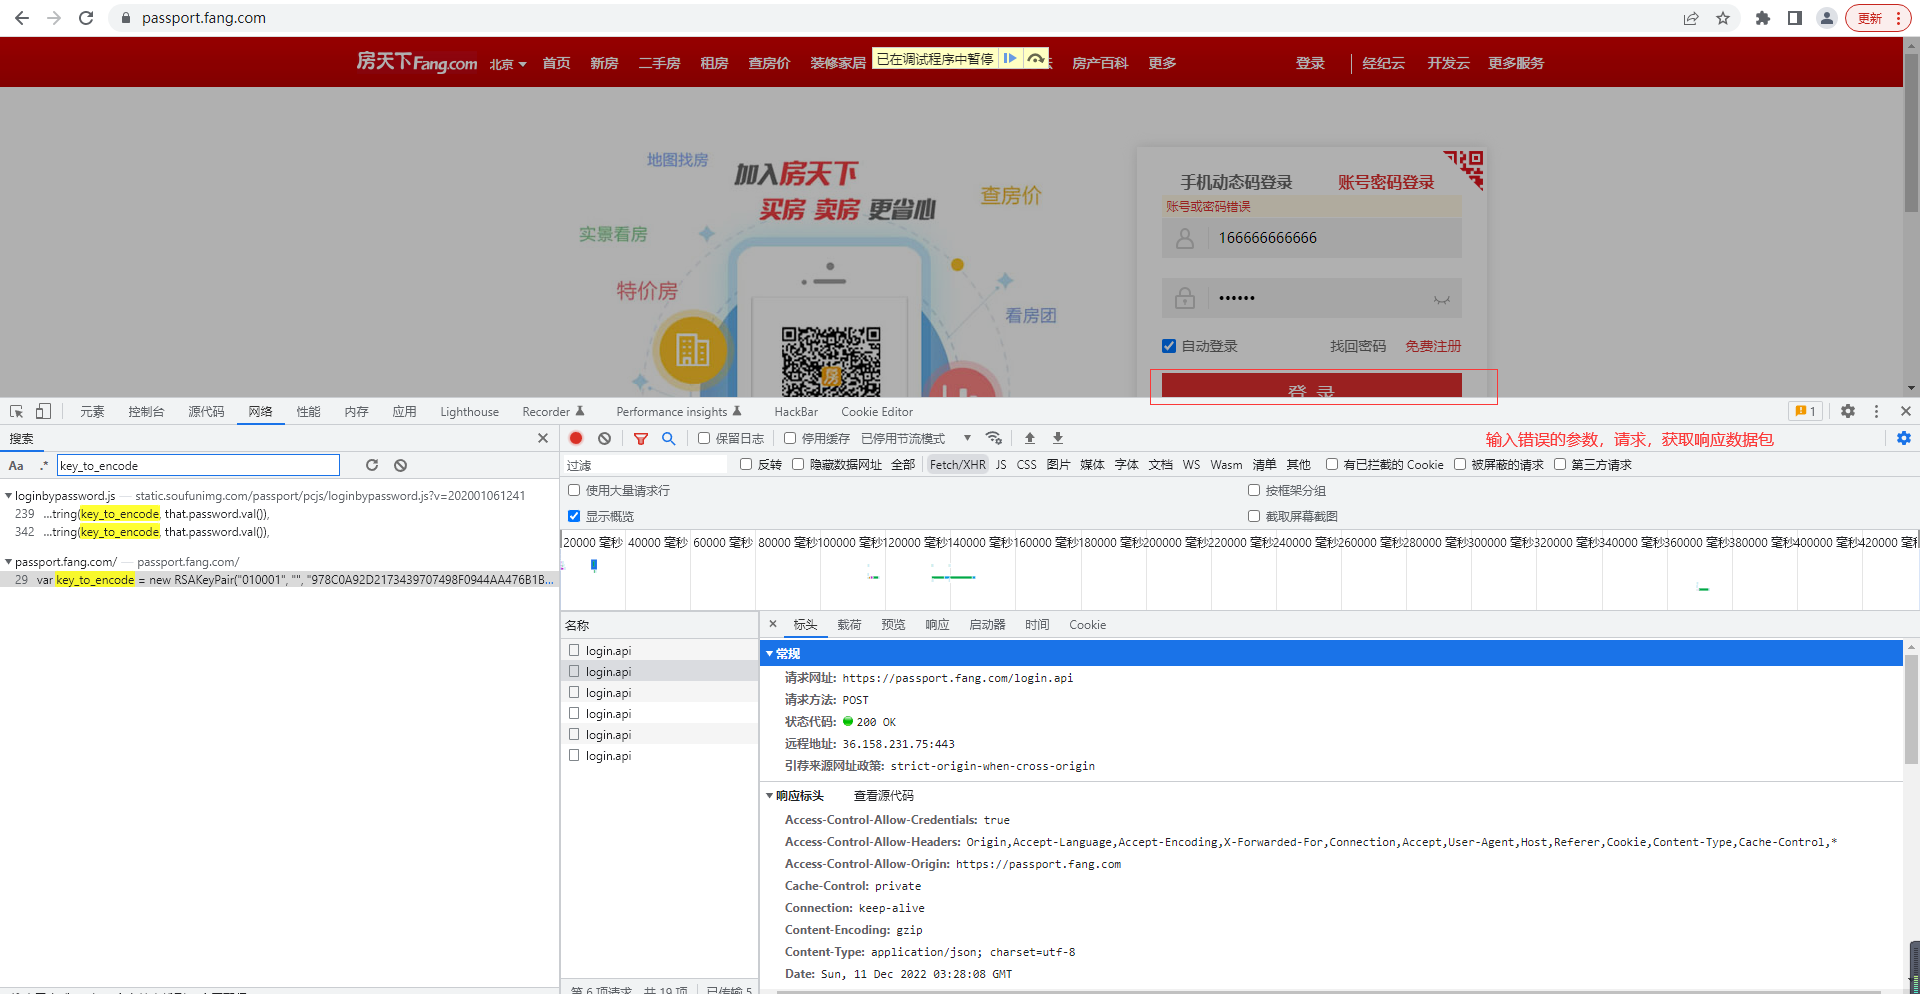 passport.fang.com
更新
房天下Fang.com 北京 首页 新房 二手房 租房 查房价 装修家居 房产百科 更多 登录 经纪云 开发云 更多服务
已在调试程序中暂停
地图找房
加入房天下
买房 卖房 更省心
查房价
实景看房
特价房
看房团
房
手机动态码登录 账号密码登录
账号或密码错误
166666666666
••••••
自动登录 找回密码 免费注册
登 录
元素 控制台 源代码 网络 性能 内存 应用 Lighthouse Recorder Performance insights HackBar Cookie Editor 1
搜索
Aa .* key_to_encode
loginbypassword.js — static.soufunimg.com/passport/pcjs/loginbypassword.js?v=202001061241
239 …tring(key_to_encode, that.password.val()),
342 …tring(key_to_encode, that.password.val()),
passport.fang.com/ — passport.fang.com/
29 var key_to_encode = new RSAKeyPair("010001", "", "978C0A92D2173439707498F0944AA476B1B…
保留日志 停用缓存 已停用节流模式
输入错误的参数，请求，获取响应数据包
过滤 反转 隐藏数据网址 全部 Fetch/XHR JS CSS 图片 媒体 字体 文档 WS Wasm 清单 其他 有已拦截的 Cookie 被屏蔽的请求 第三方请求
使用大量请求行 按框架分组
显示概览 截取屏幕截图
20000 毫秒 40000 毫秒 60000 毫秒 80000 毫秒 100000 毫秒 120000 毫秒 140000 毫秒 160000 毫秒 180000 毫秒 200000 毫秒 220000 毫秒 240000 毫秒 260000 毫秒 280000 毫秒 300000 毫秒 320000 毫秒 340000 毫秒 360000 毫秒 380000 毫秒 400000 毫秒 420000 毫
名称
login.api
login.api
login.api
login.api
login.api
login.api
标头 载荷 预览 响应 启动器 时间 Cookie
常规
请求网址: https://passport.fang.com/login.api
请求方法: POST
状态代码: 200 OK
远程地址: 36.158.231.75:443
引荐来源网址政策: strict-origin-when-cross-origin
响应标头 查看源代码
Access-Control-Allow-Credentials: true
Access-Control-Allow-Headers: Origin,Accept-Language,Accept-Encoding,X-Forwarded-For,Connection,Accept,User-Agent,Host,Referer,Cookie,Content-Type,Cache-Control,*
Access-Control-Allow-Origin: https://passport.fang.com
Cache-Control: private
Connection: keep-alive
Content-Encoding: gzip
Content-Type: application/json; charset=utf-8
Date: Sun, 11 Dec 2022 03:28:08 GMT
第 6 项请求，共 19 项 已传输 5